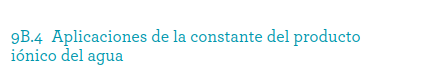 9B.4 Aplicaciones de la constante del producto
iónico del agua